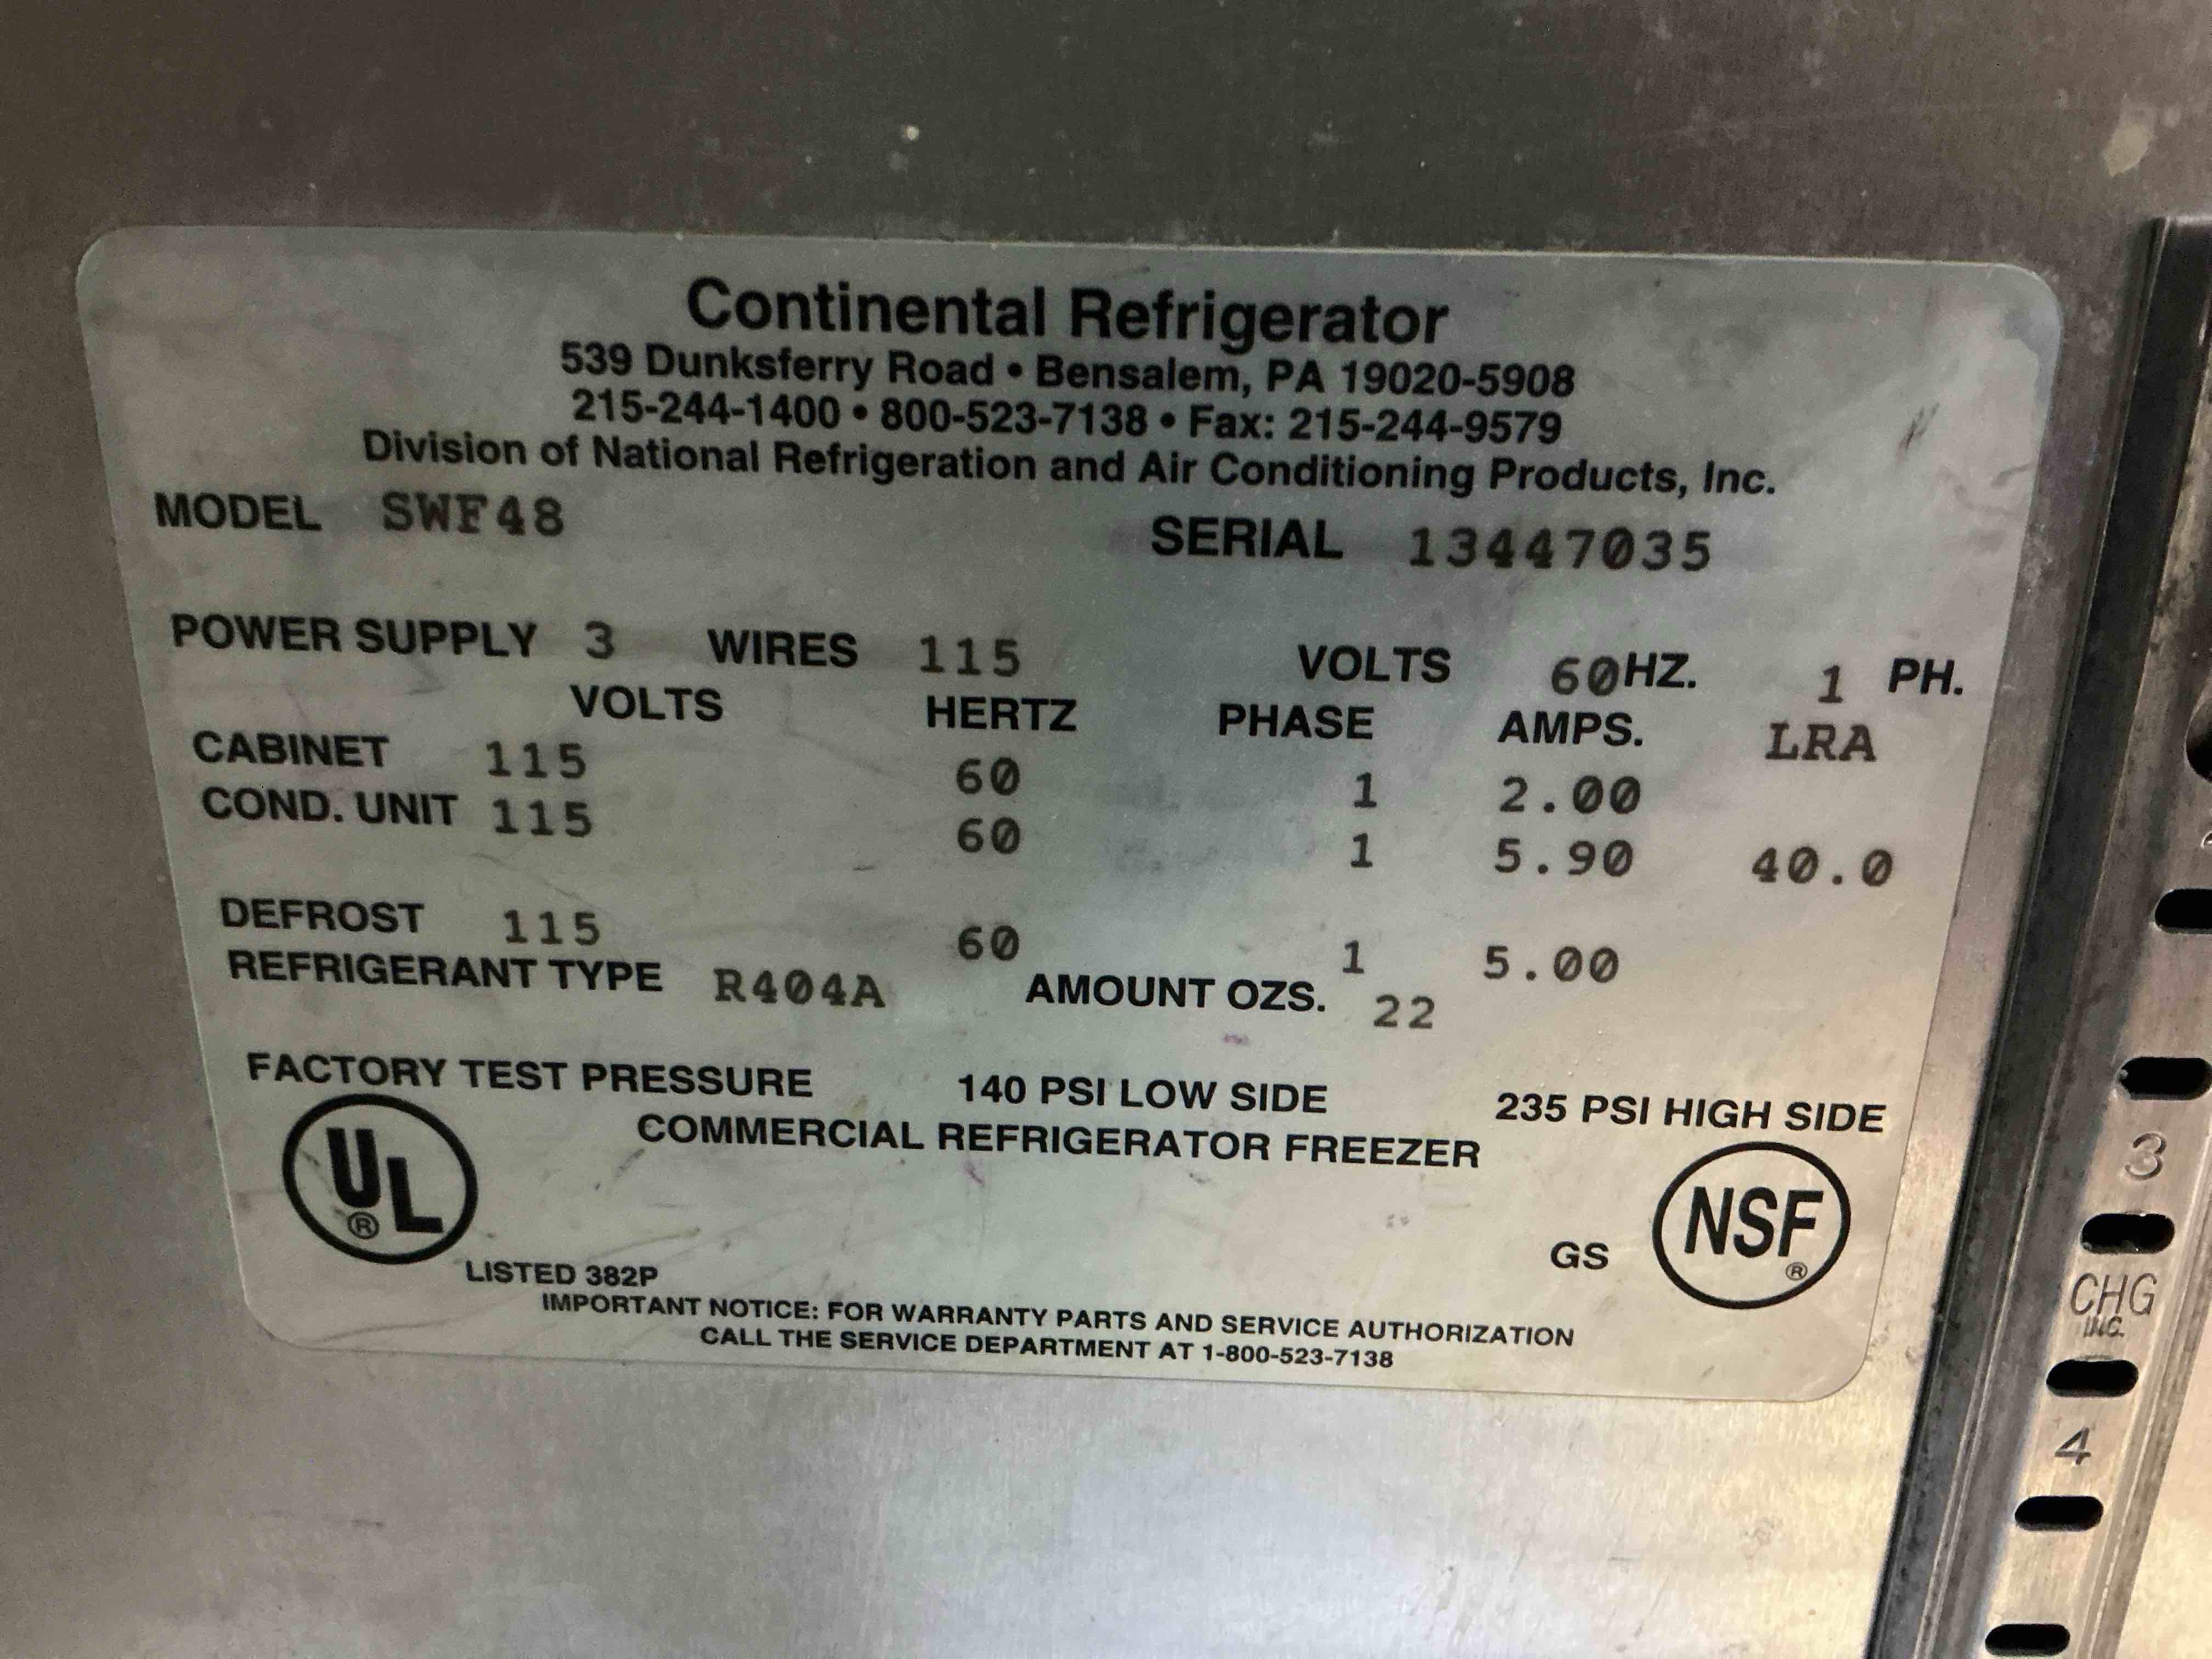 Continental Refrigerator
539 Dunksferry Road • Bensalem, PA 19020-5908
215-244-1400 • 800-523-7138 • Fax: 215-244-9579
Division of National Refrigeration and Air Conditioning Products, Inc.
MODEL SWF48 SERIAL 13447035
POWER SUPPLY 3 WIRES 115 VOLTS 60HZ. 1 PH.
VOLTS HERTZ PHASE AMPS. LRA
CABINET 115 60 1 2.00
COND. UNIT 115 60 1 5.90 40.0
DEFROST 115 60 1 5.00
REFRIGERANT TYPE R404A AMOUNT OZS. 22
FACTORY TEST PRESSURE 140 PSI LOW SIDE 235 PSI HIGH SIDE
COMMERCIAL REFRIGERATOR FREEZER
UL®
LISTED 382P
GS NSF®
IMPORTANT NOTICE: FOR WARRANTY PARTS AND SERVICE AUTHORIZATION
CALL THE SERVICE DEPARTMENT AT 1-800-523-7138
3
CHG
INC.
4